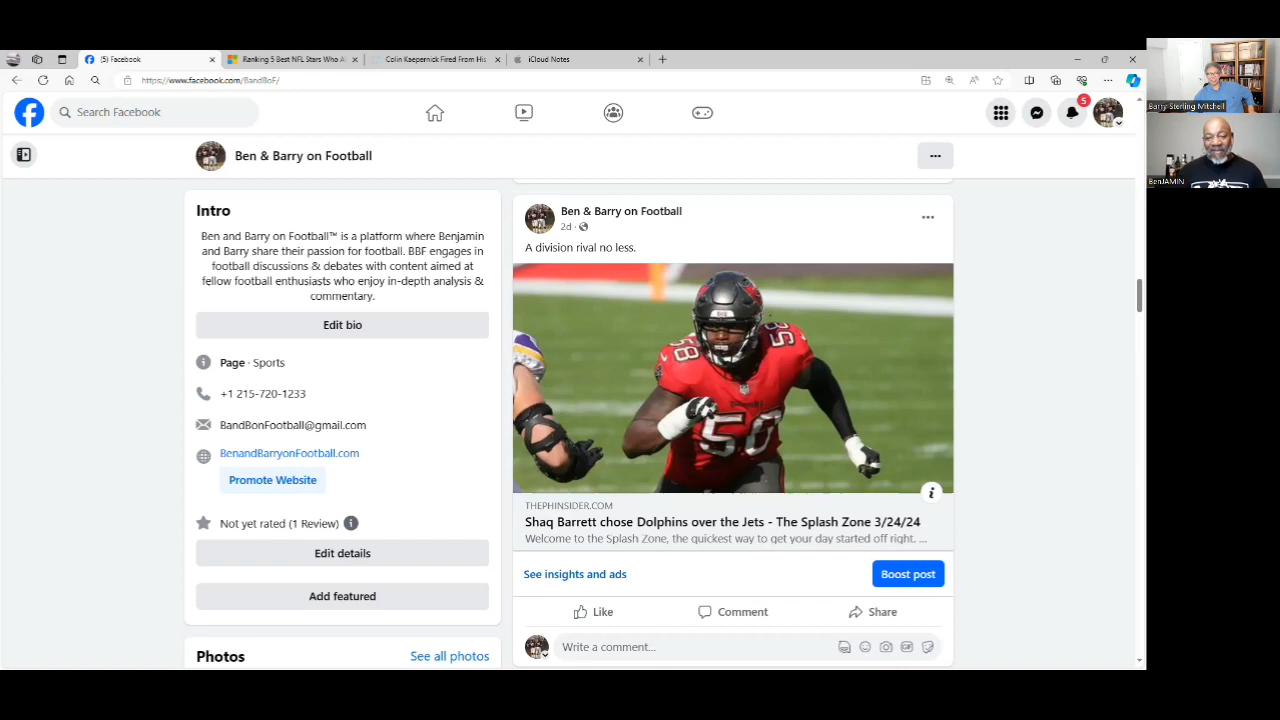 (5) Facebook
Ranking 5 Best NFL Stars Who A
Colin Kaepernick Fired From His
iCloud Notes
https://www.facebook.com/BandBoF/
Search Facebook
5
Barry Sterling Mitchell
BenJAMIN
Ben & Barry on Football
Intro
Ben and Barry on Football™ is a platform where Benjamin
and Barry share their passion for football. BBF engages in
football discussions & debates with content aimed at
fellow football enthusiasts who enjoy in-depth analysis &
commentary.
Edit bio
Page · Sports
+1 215-720-1233
BandBonFootball@gmail.com
BenandBarryonFootball.com
Promote Website
Not yet rated (1 Review)
Edit details
Add featured
Photos
See all photos
Ben & Barry on Football
2d ·
A division rival no less.
58
58
THEPHINSIDER.COM
Shaq Barrett chose Dolphins over the Jets - The Splash Zone 3/24/24
Welcome to the Splash Zone, the quickest way to get your day started off right. ...
See insights and ads
Boost post
Like
Comment
Share
Write a comment...